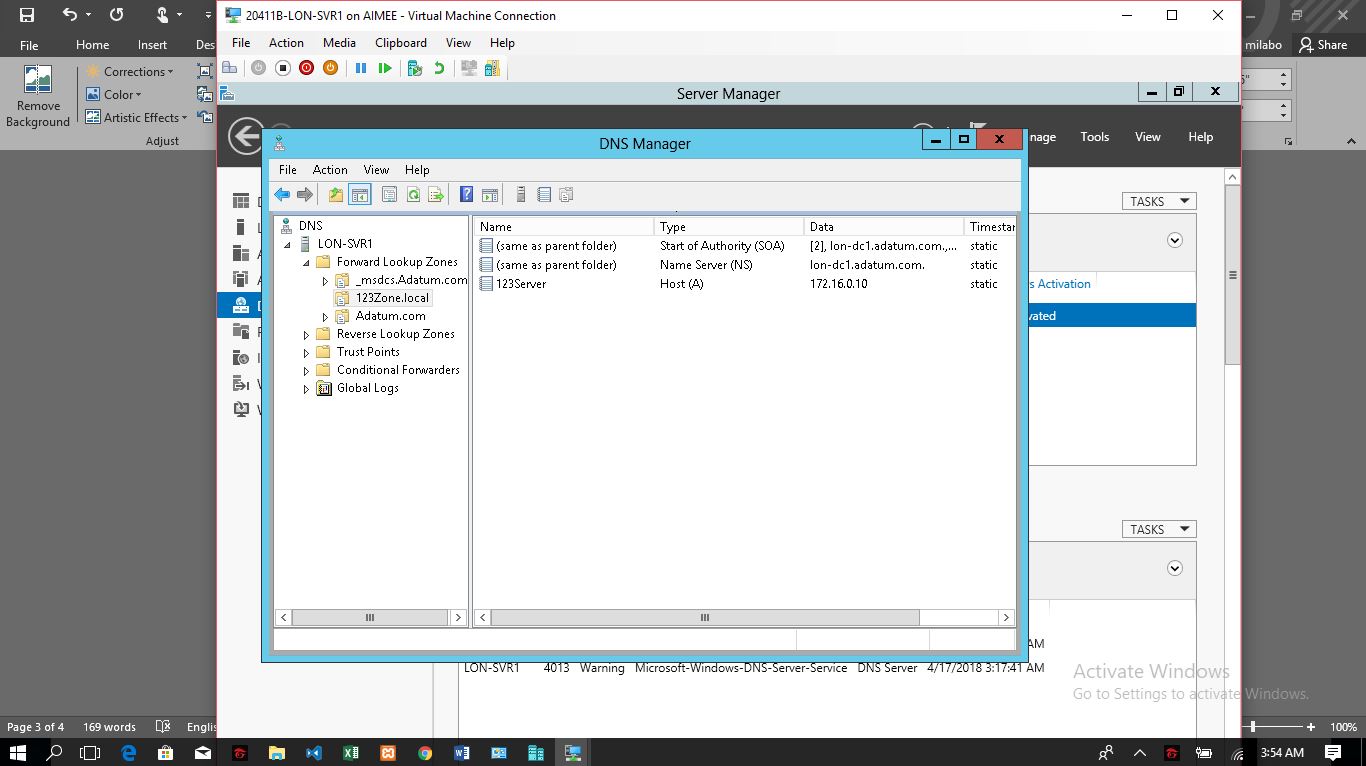 20411B-LON-SVR1 on AIMEE - Virtual Machine Connection
File Home Insert Des
File Action Media Clipboard View Help
milabo Share
Corrections
Color
Artistic Effects
Remove
Background
Adjust
Server Manager
nage Tools View Help
DNS Manager
File Action View Help
TASKS
DNS
LON-SVR1
Forward Lookup Zones
_msdcs.Adatum.com
123Zone.local
Adatum.com
Reverse Lookup Zones
Trust Points
Conditional Forwarders
Global Logs
Name Type Data Timestar
(same as parent folder) Start of Authority (SOA) [2], lon-dc1.adatum.com.,... static
(same as parent folder) Name Server (NS) lon-dc1.adatum.com. static
123Server Host (A) 172.16.0.10 static
s Activation
vated
TASKS
AM
LON-SVR1 4013 Warning Microsoft-Windows-DNS-Server-Service DNS Server 4/17/2018 3:17:41 AM
Activate Windows
Go to Settings to activate Windows.
Page 3 of 4 169 words Englis
100%
3:54 AM